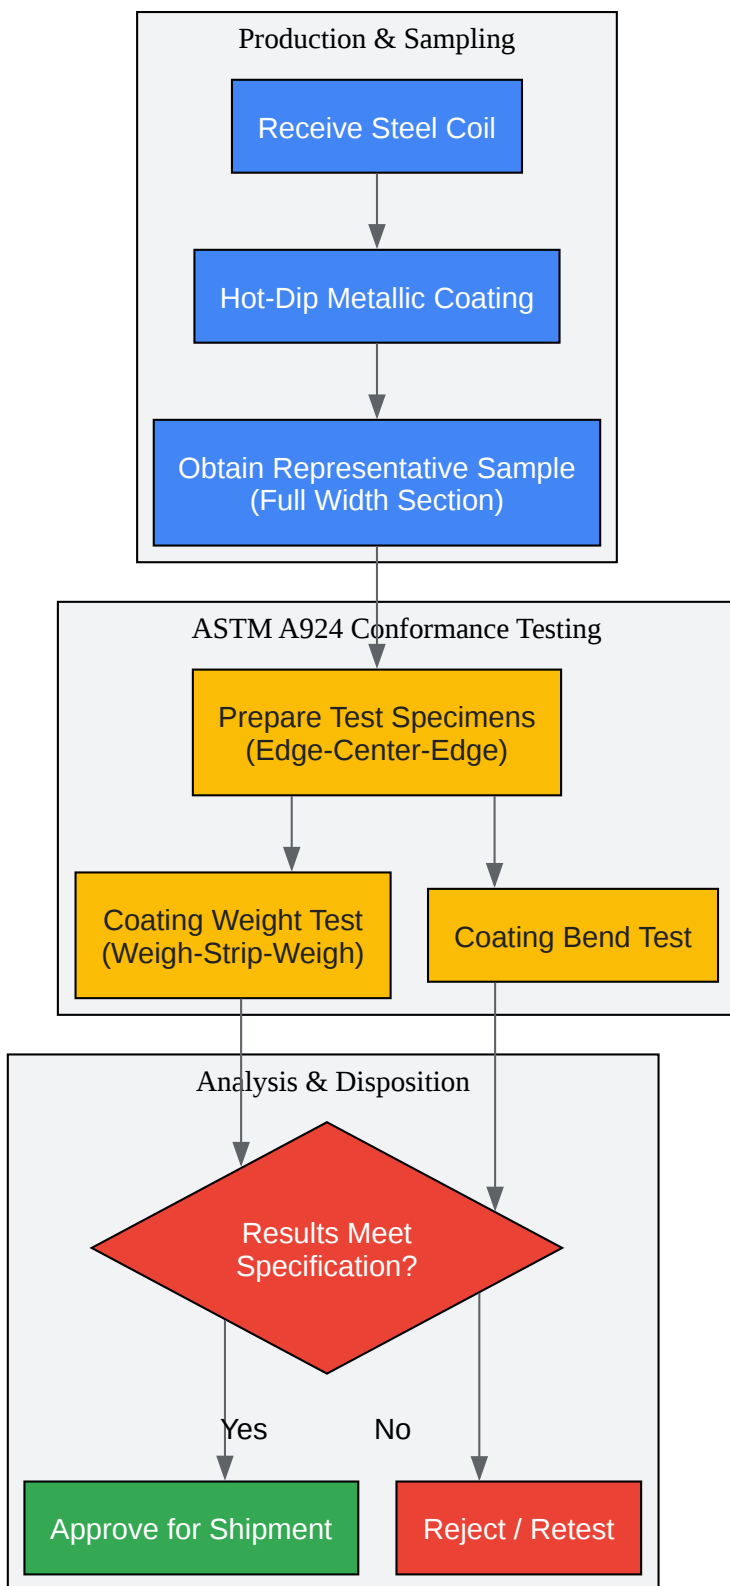 Production & Sampling
Receive Steel Coil
Hot-Dip Metallic Coating
Obtain Representative Sample
(Full Width Section)
ASTM A924 Conformance Testing
Prepare Test Specimens
(Edge-Center-Edge)
Coating Weight Test
(Weigh-Strip-Weigh)
Coating Bend Test
Analysis & Disposition
Results Meet
Specification?
Yes
No
Approve for Shipment
Reject / Retest